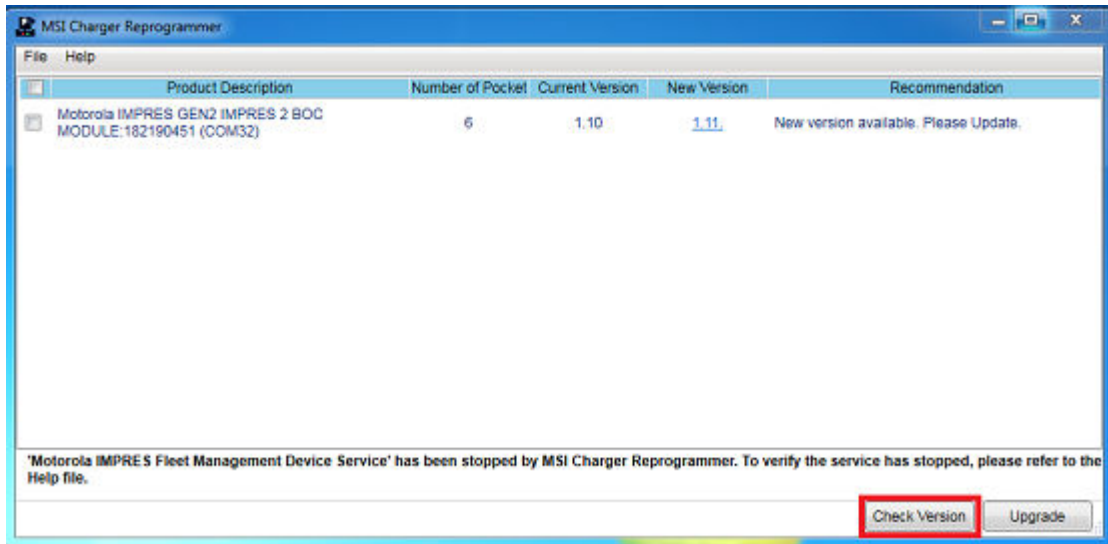 MSI Charger Reprogrammer
File Help
Product Description Number of Pocket Current Version New Version Recommendation
Motorola IMPRES GEN2 IMPRES 2 BOC
MODULE:182190451 (COM32) 6 1.10 1.11. New version available. Please Update.
'Motorola IMPRES Fleet Management Device Service' has been stopped by MSI Charger Reprogrammer. To verify the service has stopped, please refer to the
Help file.
Check Version Upgrade